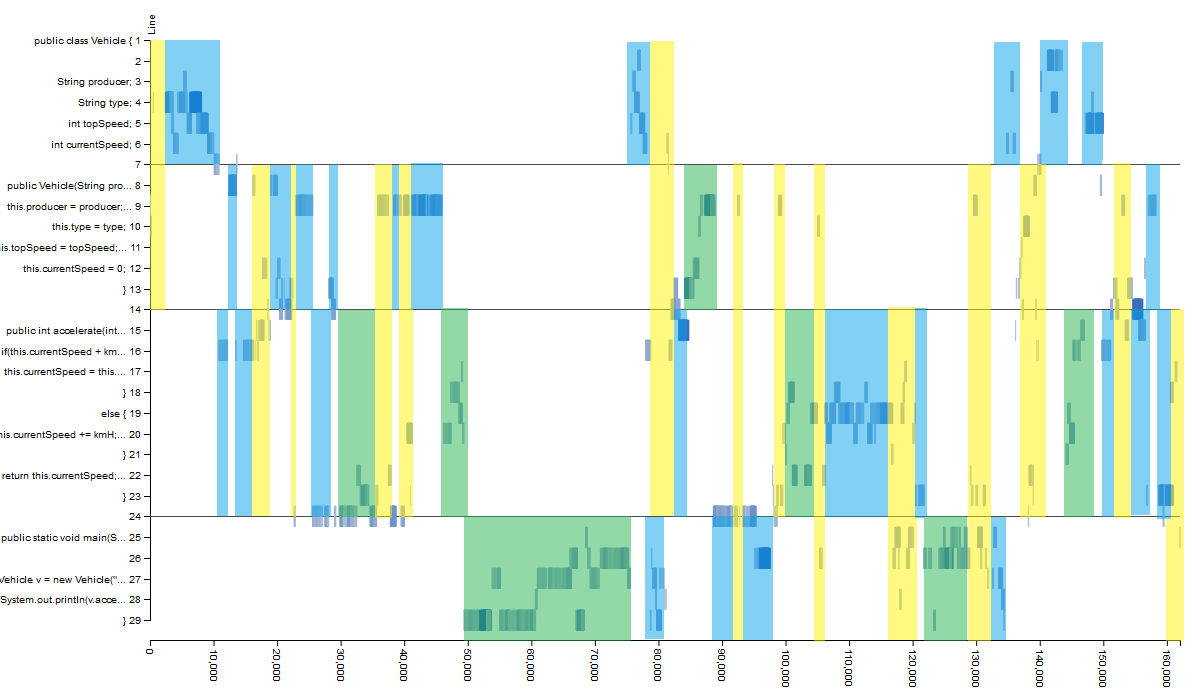 Line
public class Vehicle { 1
2
String producer; 3
String type; 4
int topSpeed; 5
int currentSpeed; 6
7
public Vehicle(String pro... 8
this.producer = producer;... 9
this.type = type; 10
is.topSpeed = topSpeed;... 11
this.currentSpeed = 0; 12
} 13
14
public int accelerate(int... 15
if(this.currentSpeed + km... 16
this.currentSpeed = this.... 17
} 18
else { 19
his.currentSpeed += kmH;... 20
} 21
return this.currentSpeed;... 22
} 23
24
public static void main(S... 25
26
Vehicle v = new Vehicle("... 27
System.out.println(v.acce... 28
} 29
0
10,000
20,000
30,000
40,000
50,000
60,000
70,000
80,000
90,000
100,000
110,000
120,000
130,000
140,000
150,000
160,000